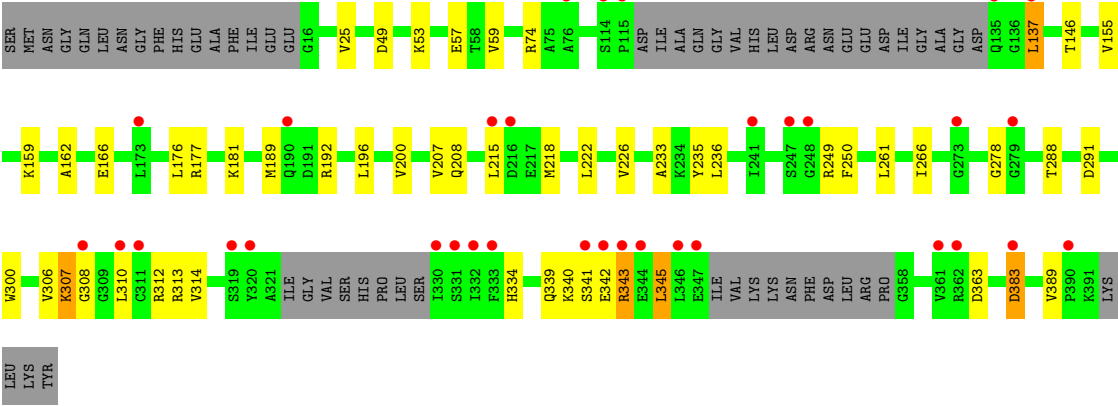 SER MET ASN GLY GLN LEU ASN GLY PHE HIS GLU ALA PHE ILE GLU GLU G16 V25 D49 K53 E57 T58 V59 R74 A75 A76 S114 P115 ASP ILE ALA GLN GLY VAL HIS LEU ASP ARG ASN GLU GLU ASP ILE GLY ALA GLY ASP Q135 G136 L137 T146 V155
K159 A162 E166 L173 L176 R177 K181 M189 Q190 D191 R192 L196 V200 V207 Q208 L215 D216 E217 M218 L222 V226 A233 K234 Y235 L236 I241 S247 G248 R249 F250 L261 I266 G273 G278 G279 T288 D291
W300 V306 K307 G308 G309 L310 C311 R312 R313 V314 S319 Y320 A321 ILE GLY VAL SER HIS PRO LEU SER I330 S331 I332 F333 H334 Q339 K340 S341 E342 R343 E344 L345 L346 E347 ILE VAL LYS LYS ASN PHE ASP LEU ARG PRO G358 V361 R362 D363 D383 V389 P390 K391 LYS
LEU LYS TYR